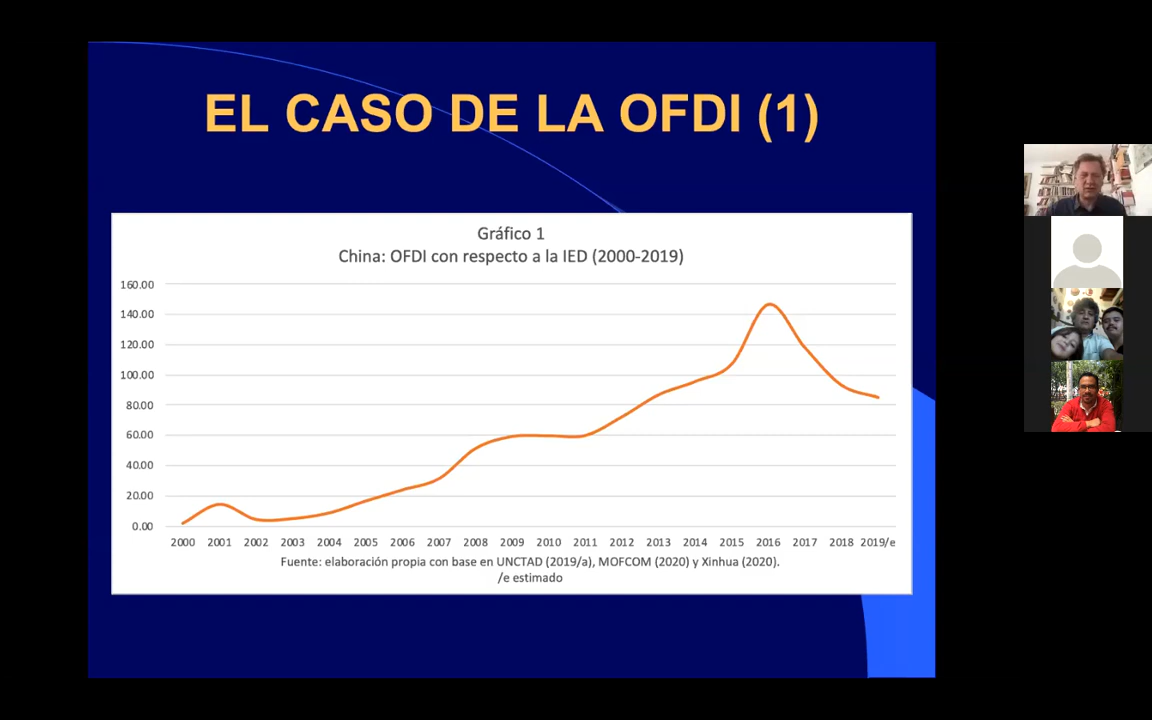 EL CASO DE LA OFDI (1)
Gráfico 1
China: OFDI con respecto a la IED (2000-2019)
160.00
140.00
120.00
100.00
80.00
60.00
40.00
20.00
0.00
2000 2001 2002 2003 2004 2005 2006 2007 2008 2009 2010 2011 2012 2013 2014 2015 2016 2017 2018 2019/e
Fuente: elaboración propia con base en UNCTAD (2019/a), MOFCOM (2020) y Xinhua (2020).
/e estimado